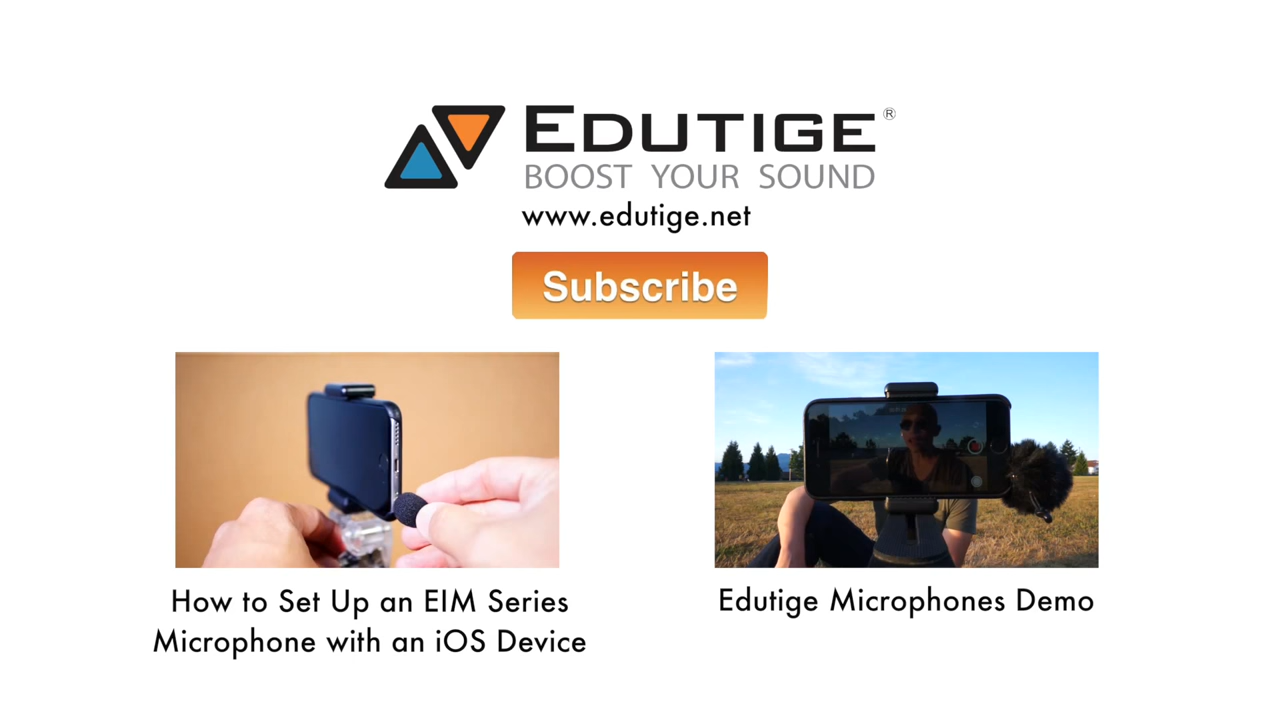 EDUTIGE®
BOOST YOUR SOUND
www.edutige.net
Subscribe
How to Set Up an EIM Series
Microphone with an iOS Device
Edutige Microphones Demo